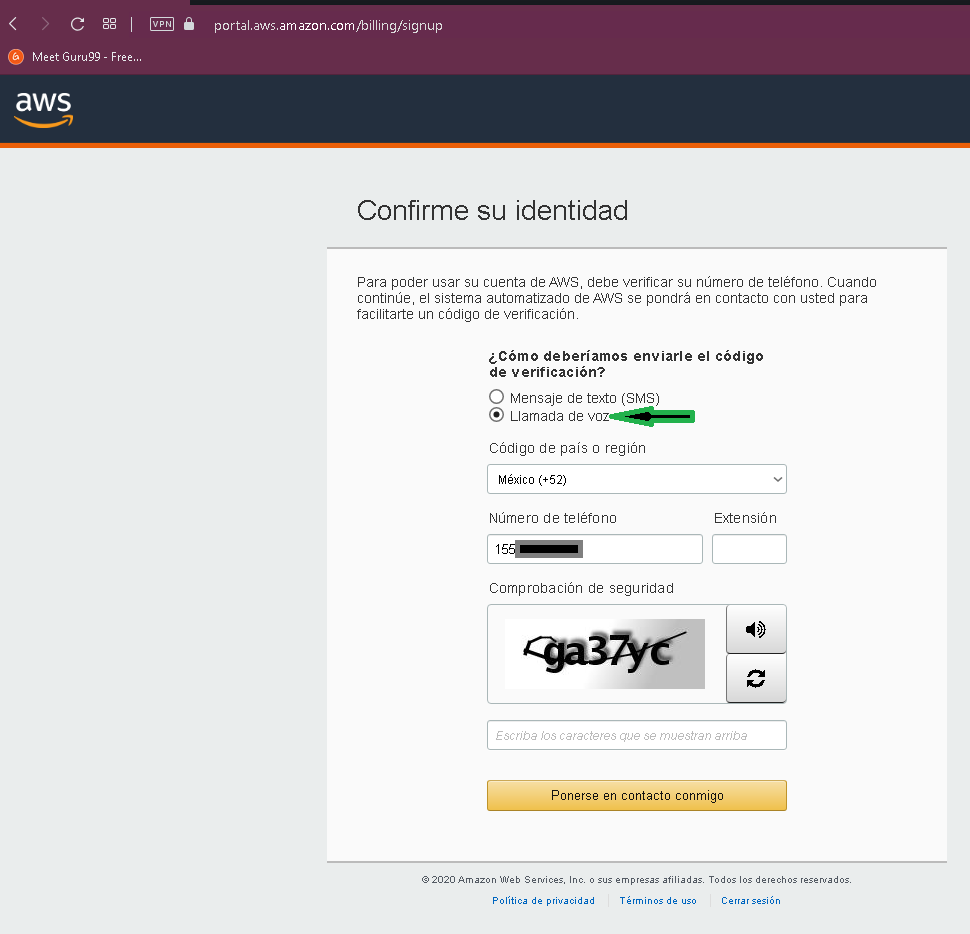 VPN
portal.aws.amazon.com/billing/signup
Meet Guru99 - Free...
aws
Confirme su identidad
Para poder usar su cuenta de AWS, debe verificar su número de teléfono. Cuando
continúe, el sistema automatizado de AWS se pondrá en contacto con usted para
facilitarte un código de verificación.
¿Cómo deberíamos enviarle el código
de verificación?
Mensaje de texto (SMS)
Llamada de voz
Código de país o región
México (+52)
Número de teléfono Extensión
155
Comprobación de seguridad
ga37yc
Escriba los caracteres que se muestran arriba
Ponerse en contacto conmigo
© 2020 Amazon Web Services, Inc. o sus empresas afiliadas. Todos los derechos reservados.
Política de privacidad Términos de uso Cerrar sesión